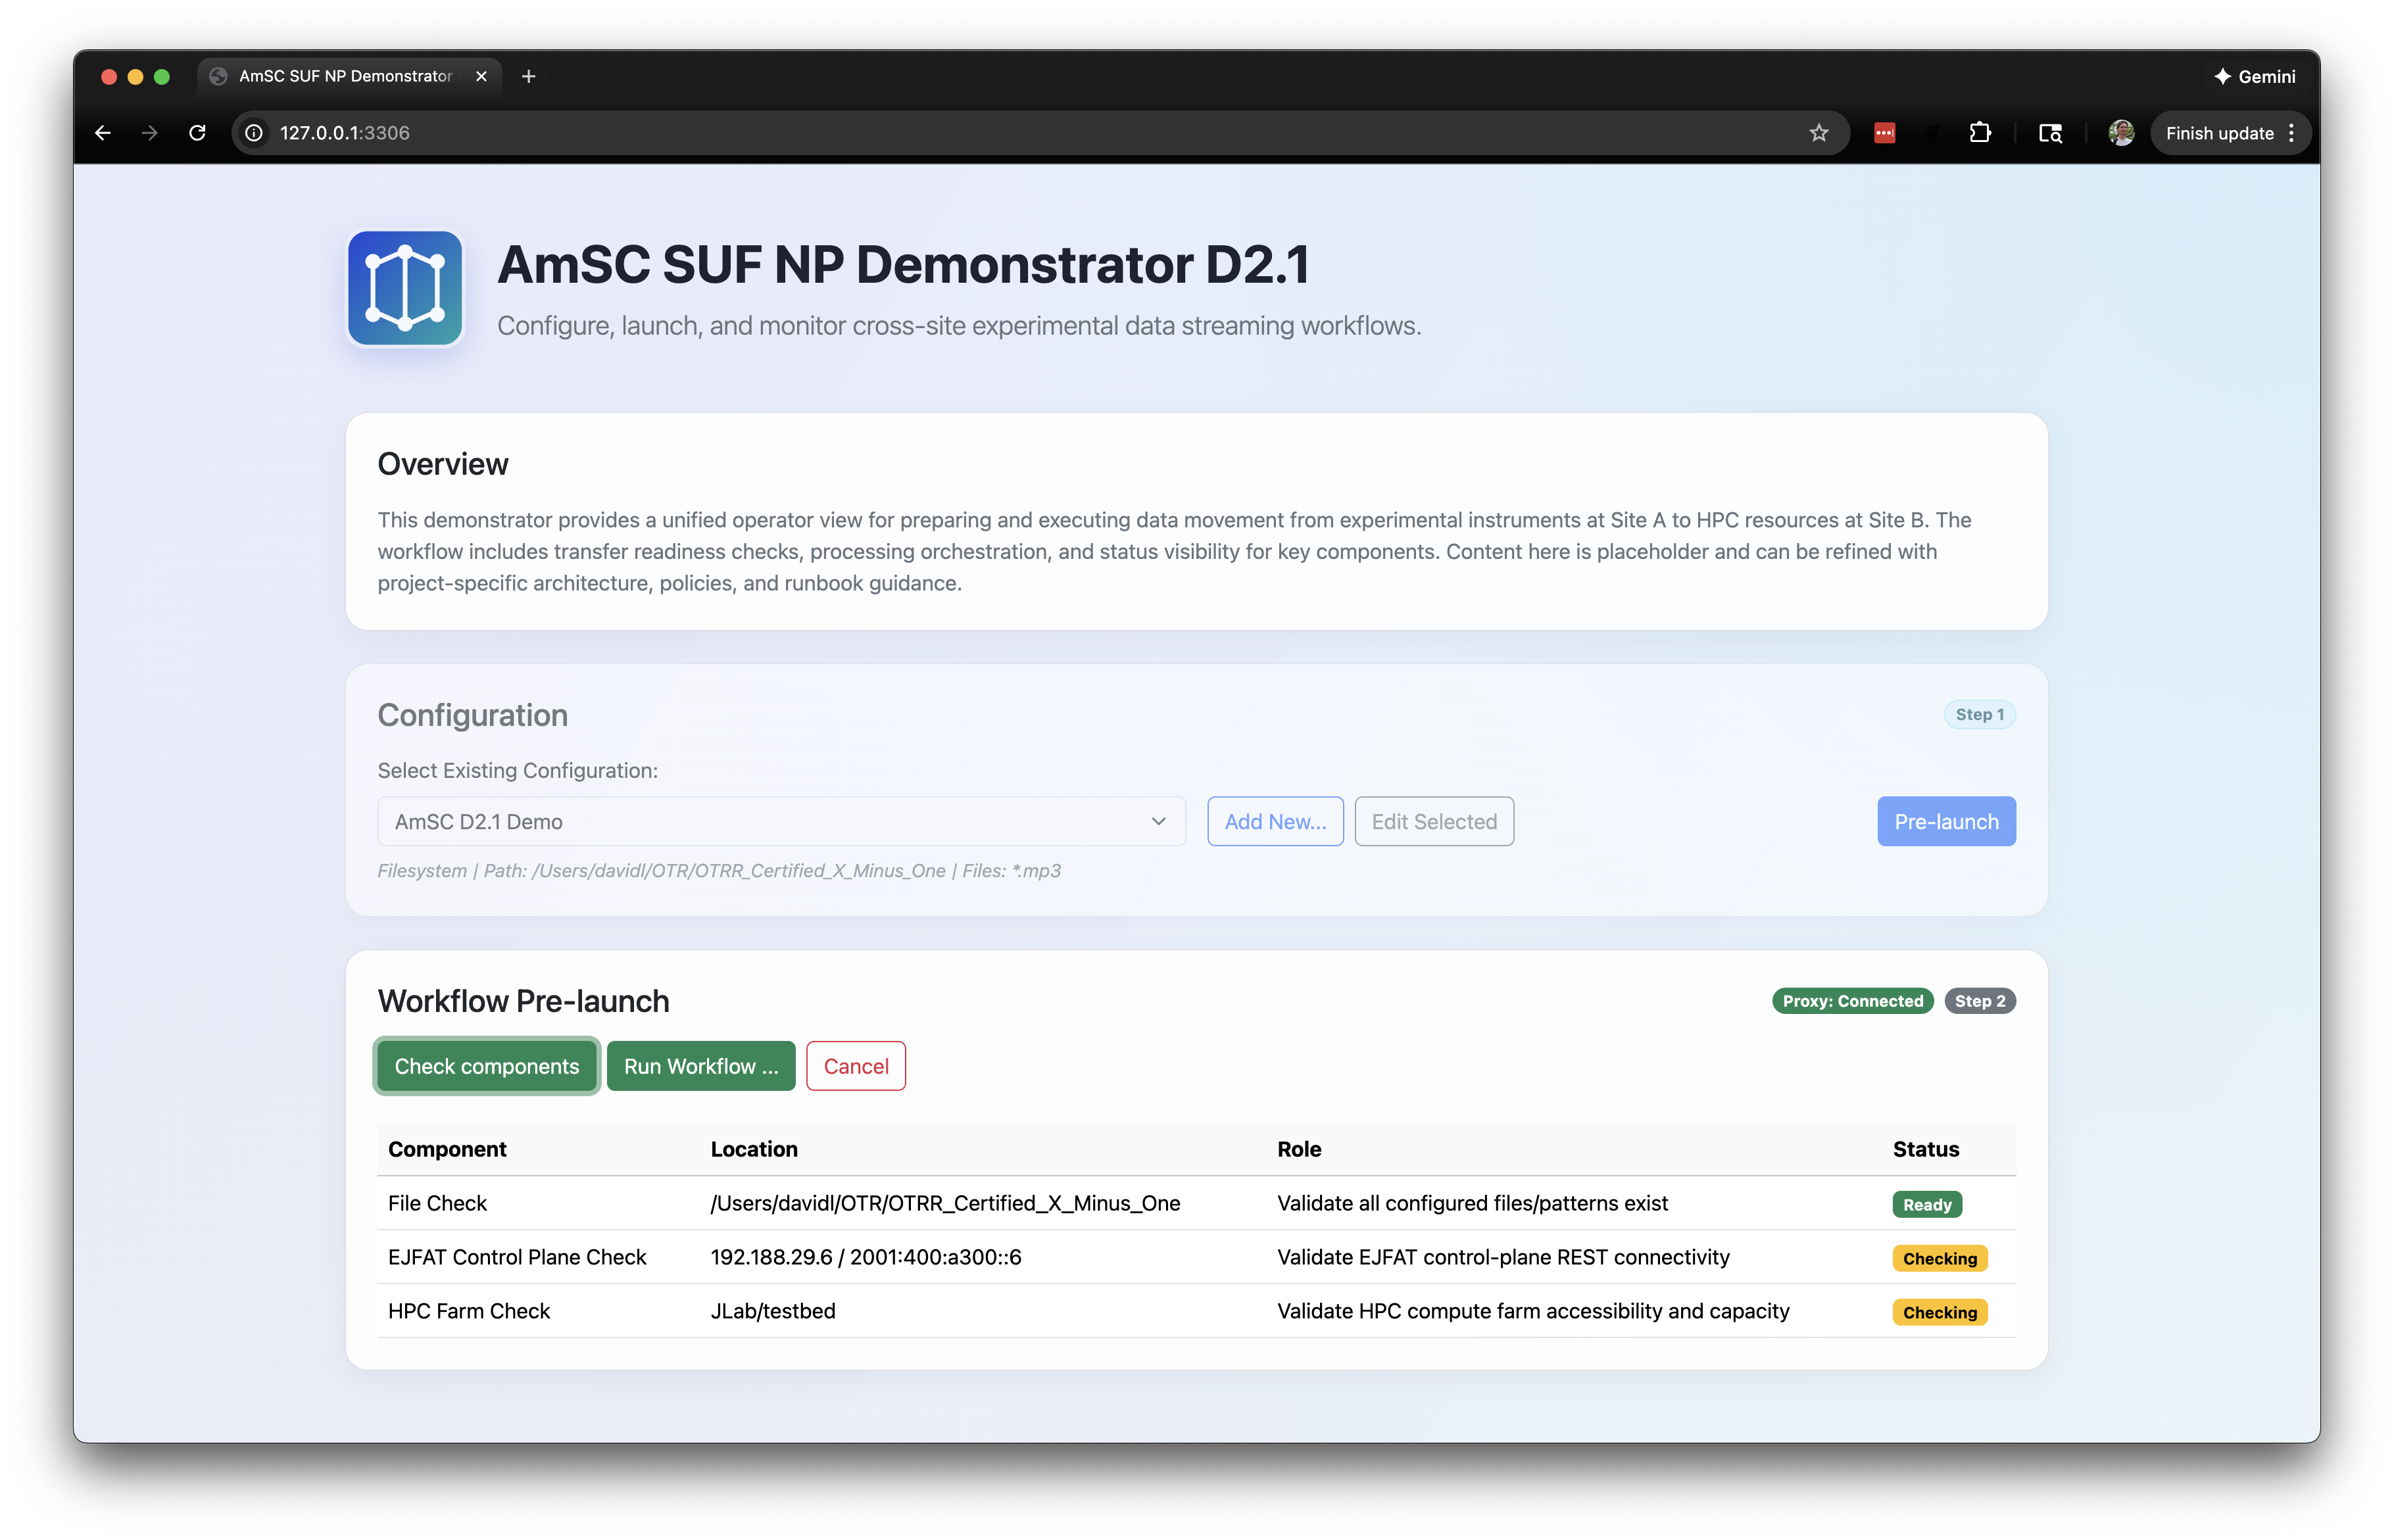 AmSC SUF NP Demonstrator
Gemini
127.0.0.1:3306
Finish update
AmSC SUF NP Demonstrator D2.1
Configure, launch, and monitor cross-site experimental data streaming workflows.
Overview
This demonstrator provides a unified operator view for preparing and executing data movement from experimental instruments at Site A to HPC resources at Site B. The
workflow includes transfer readiness checks, processing orchestration, and status visibility for key components. Content here is placeholder and can be refined with
project-specific architecture, policies, and runbook guidance.
Configuration
Step 1
Select Existing Configuration:
AmSC D2.1 Demo
Add New...
Edit Selected
Pre-launch
Filesystem | Path: /Users/davidl/OTR/OTRR_Certified_X_Minus_One | Files: *.mp3
Workflow Pre-launch
Proxy: Connected
Step 2
Check components
Run Workflow ...
Cancel
Component Location Role Status
File Check /Users/davidl/OTR/OTRR_Certified_X_Minus_One Validate all configured files/patterns exist Ready
EJFAT Control Plane Check 192.188.29.6 / 2001:400:a300::6 Validate EJFAT control-plane REST connectivity Checking
HPC Farm Check JLab/testbed Validate HPC compute farm accessibility and capacity Checking